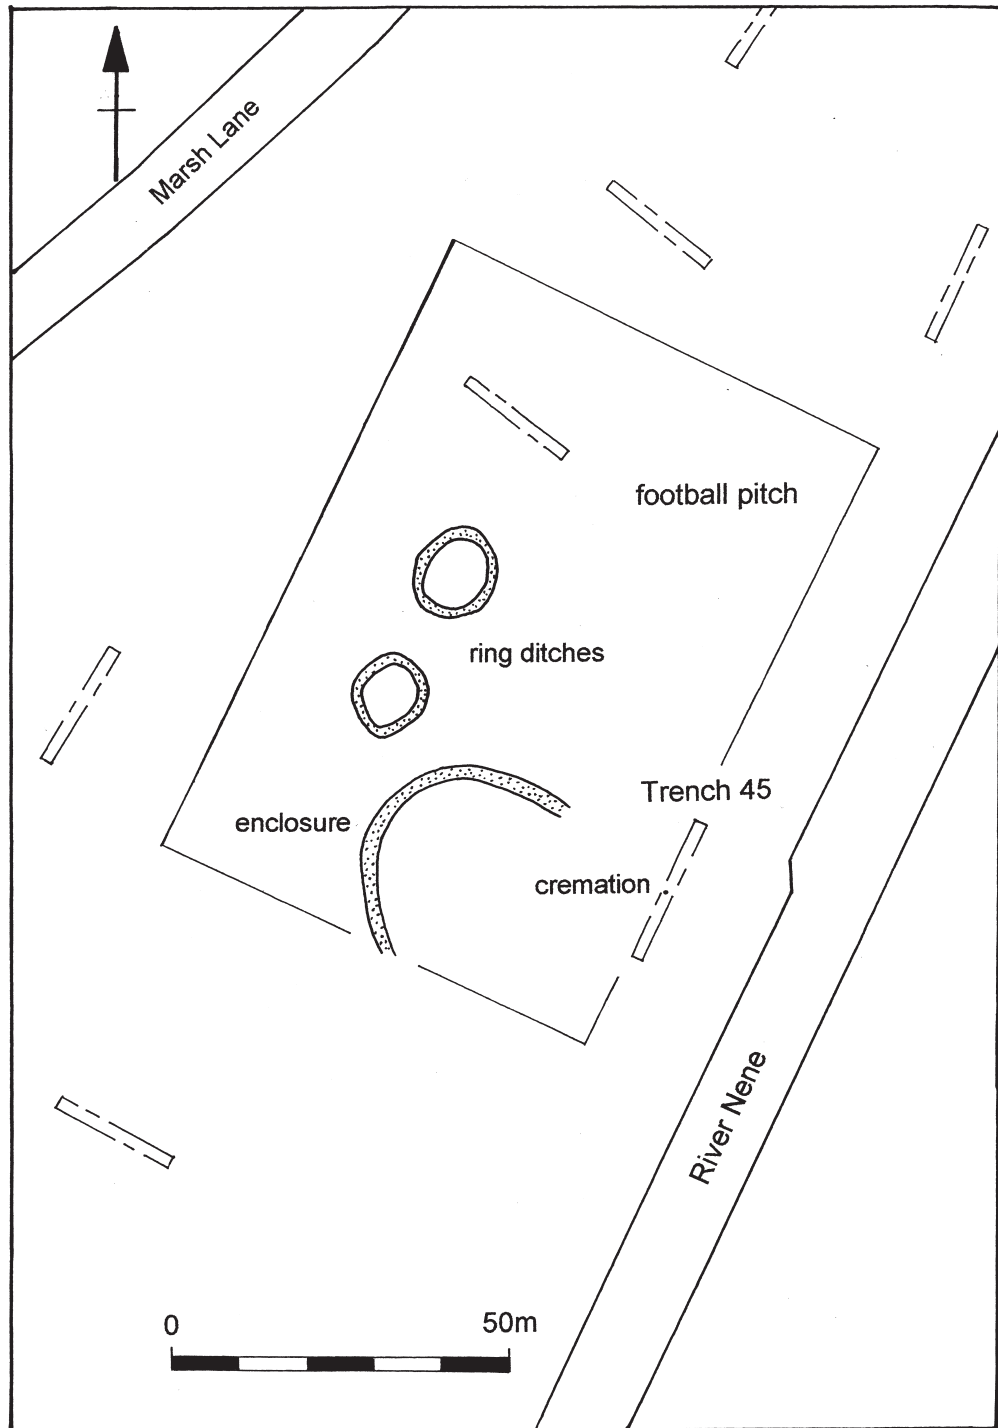 Marsh Lane
football pitch
ring ditches
Trench 45
enclosure
cremation
River Nene
0 50m